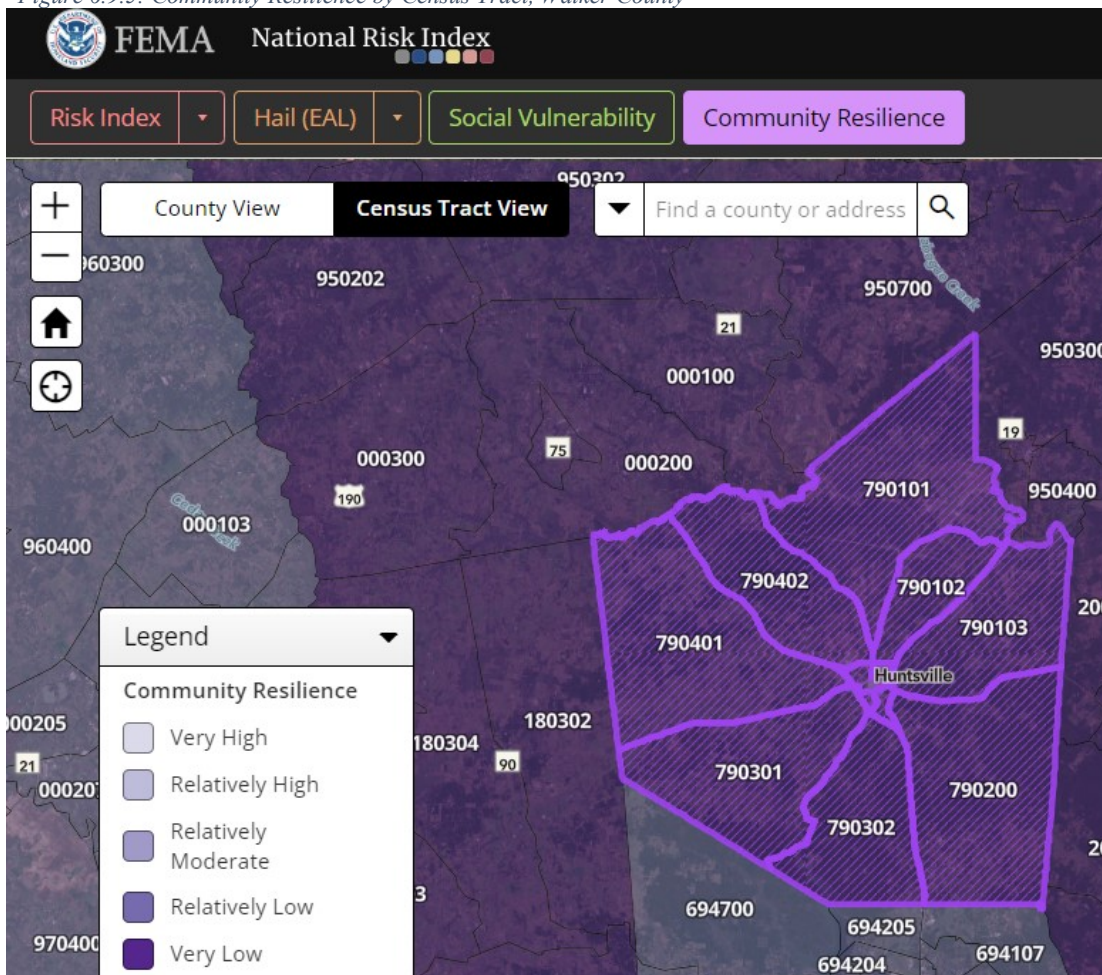 Figure 6.9.5: Community Resilience by Census Tract, Walker County
FEMA National Risk Index
Risk Index Hail (EAL) Social Vulnerability Community Resilience
950302
County View Census Tract View Find a county or address
960300
950202
950700
21
950300
000100
19
000300
75
000200
790101
950400
190
000103
960400
790402
790102
790103
790401
Huntsville
Legend
Community Resilience
Very High
Relatively High
Relatively
Moderate
Relatively Low
Very Low
000205
21
180304
180302
90
790301
790200
790302
694700
694205
970400
694204
694107